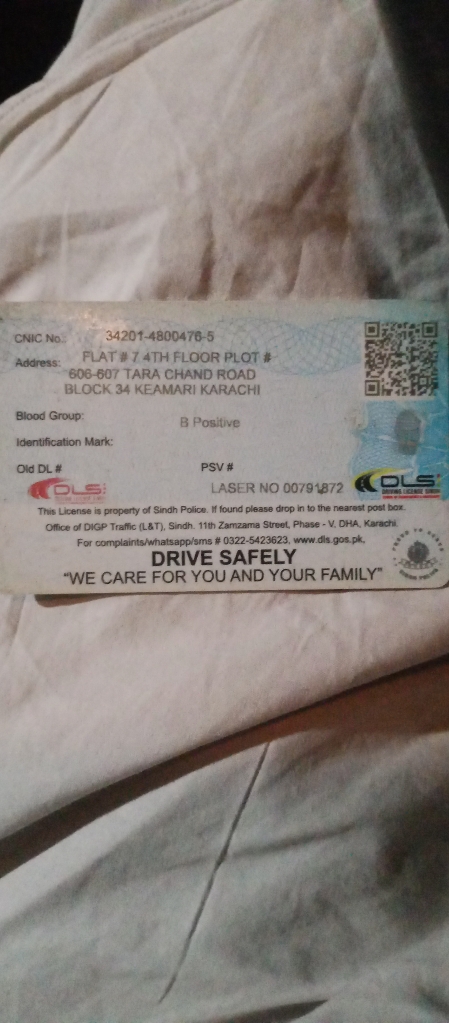 CNIC No.: 34201-4800476-5
Address: FLAT # 7 4TH FLOOR PLOT #
606-607 TARA CHAND ROAD
BLOCK 34 KEAMARI KARACHI
Blood Group: B Positive
Identification Mark:
Old DL # PSV #
DLS LASER NO 00791872 DLS
DRIVING LICENSE SINDH
This License is property of Sindh Police. If found please drop in to the nearest post box.
Office of DIGP Traffic (L&T), Sindh. 11th Zamzama Street, Phase - V, DHA, Karachi.
For complaints/whatsapp/sms # 0322-5423623, www.dls.gos.pk,
DRIVE SAFELY
"WE CARE FOR YOU AND YOUR FAMILY"